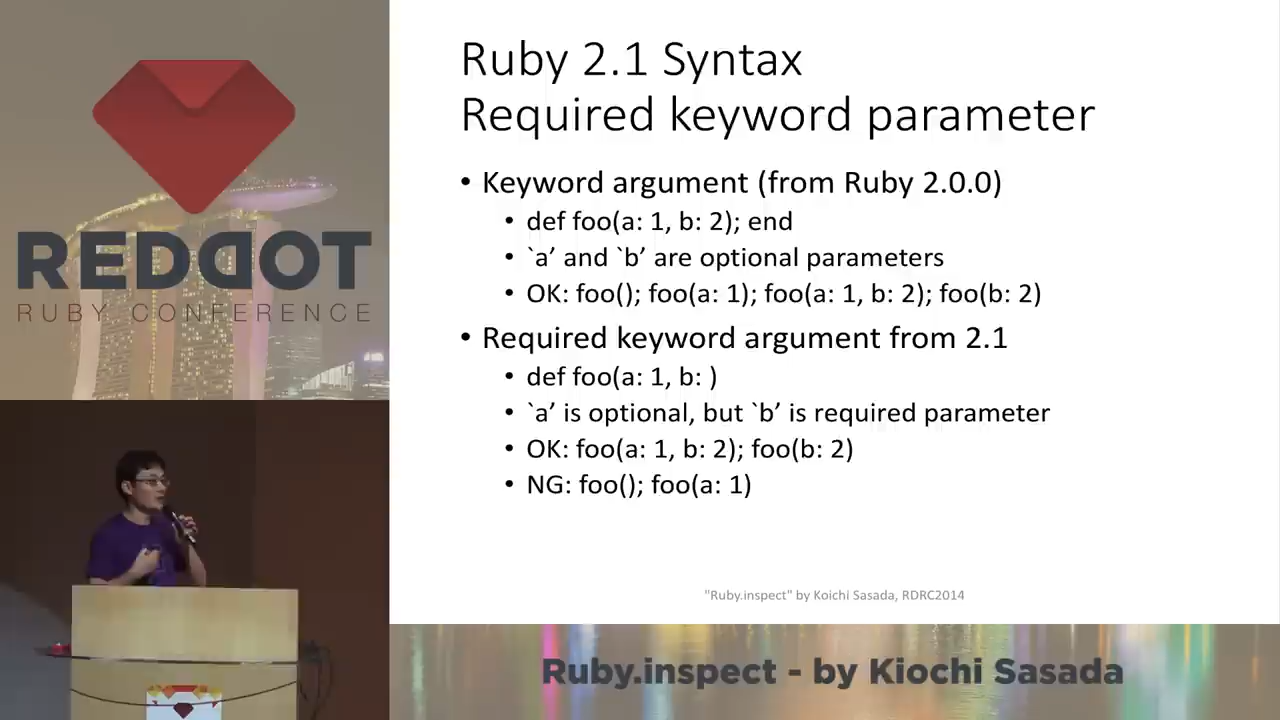 REDDOT
RUBY CONFERENCE
Ruby 2.1 Syntax
Required keyword parameter
• Keyword argument (from Ruby 2.0.0)
• def foo(a: 1, b: 2); end
• `a’ and `b’ are optional parameters
• OK: foo(); foo(a: 1); foo(a: 1, b: 2); foo(b: 2)
• Required keyword argument from 2.1
• def foo(a: 1, b: )
• `a’ is optional, but `b’ is required parameter
• OK: foo(a: 1, b: 2); foo(b: 2)
• NG: foo(); foo(a: 1)
"Ruby.inspect" by Koichi Sasada, RDRC2014
Ruby.inspect - by Kiochi Sasada